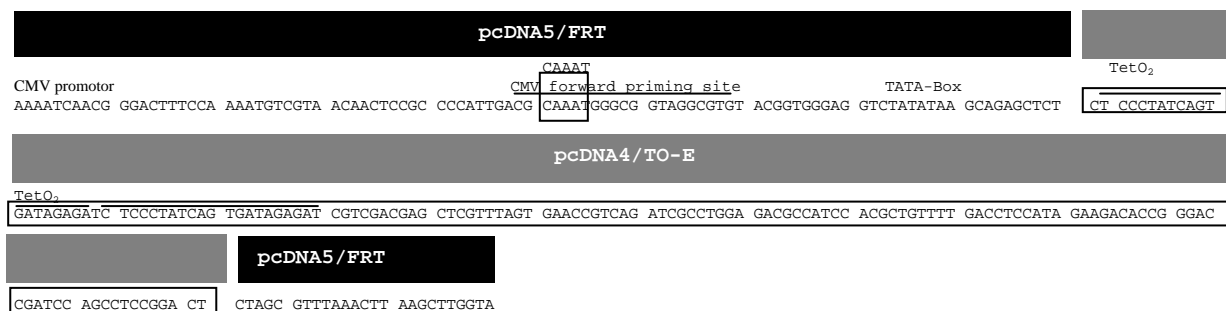 pcDNA5/FRT
CAAAT
TetO2
CMV promotor
CMV forward priming site
TATA-Box
AAAATCAACG GGACTTTCCA AAATGTCGTA ACAACTCCGC CCCATTGACG CAAATGGGCG GTAGGCGTGT ACGGTGGGAG GTCTATATAA GCAGAGCTCT CT CCCTATCAGT
pcDNA4/TO-E
TetO2
GATAGAGATC TCCCTATCAG TGATAGAGAT CGTCGACGAG CTCGTTTAGT GAACCGTCAG ATCGCCTGGA GACGCCATCC ACGCTGTTTT GACCTCCATA GAAGACACCG GGAC
pcDNA5/FRT
CGATCC AGCCTCCGGA CT CTAGC GTTTAAACTT AAGCTTGGTA